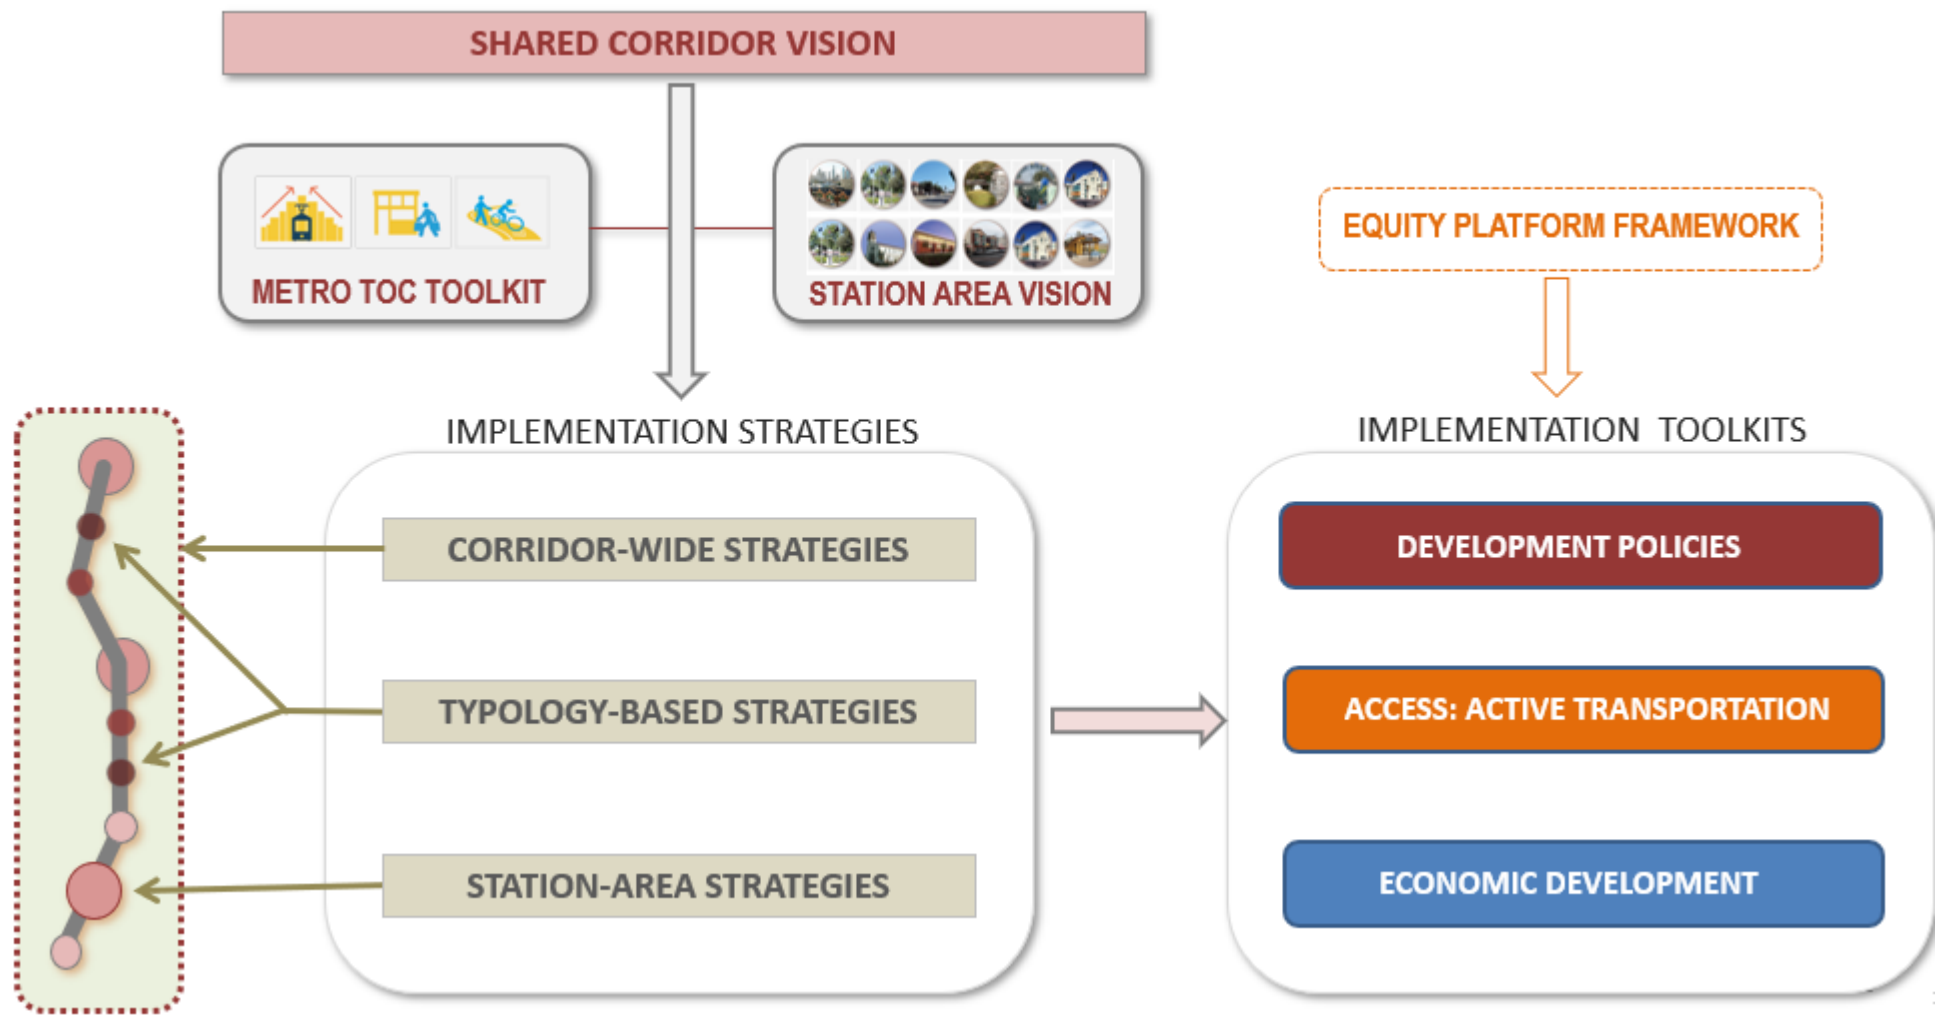 SHARED CORRIDOR VISION
METRO TOC TOOLKIT
STATION AREA VISION
EQUITY PLATFORM FRAMEWORK
IMPLEMENTATION STRATEGIES
CORRIDOR-WIDE STRATEGIES
TYPOLOGY-BASED STRATEGIES
STATION-AREA STRATEGIES
IMPLEMENTATION TOOLKITS
DEVELOPMENT POLICIES
ACCESS: ACTIVE TRANSPORTATION
ECONOMIC DEVELOPMENT